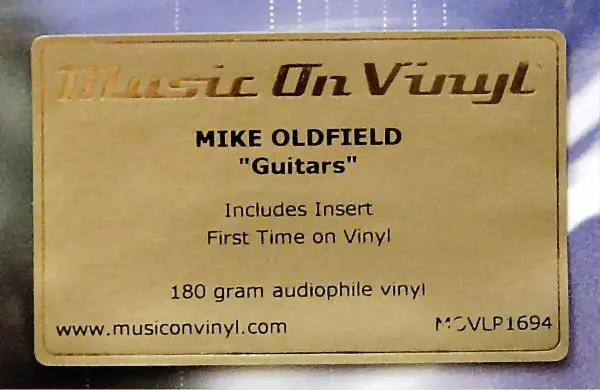 Music On Vinyl
MIKE OLDFIELD
"Guitars"
Includes Insert
First Time on Vinyl
180 gram audiophile vinyl
www.musiconvinyl.com
MOVLP1694